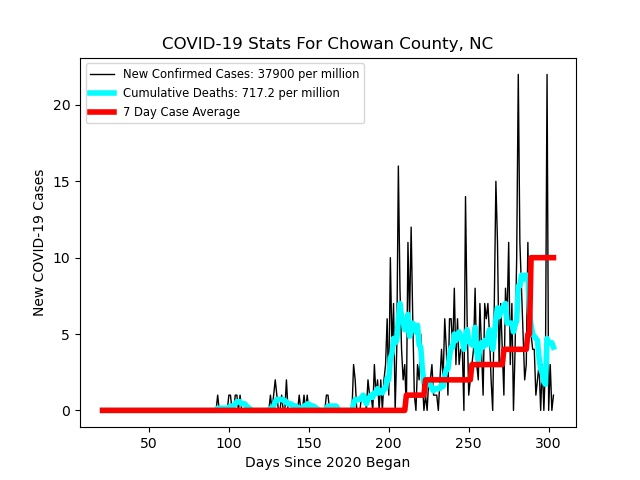 COVID-19 Stats For Chowan County, NC
New Confirmed Cases: 37900 per million
Cumulative Deaths: 717.2 per million
7 Day Case Average
New COVID-19 Cases
20
15
10
5
0
50
100
150
200
250
300
Days Since 2020 Began